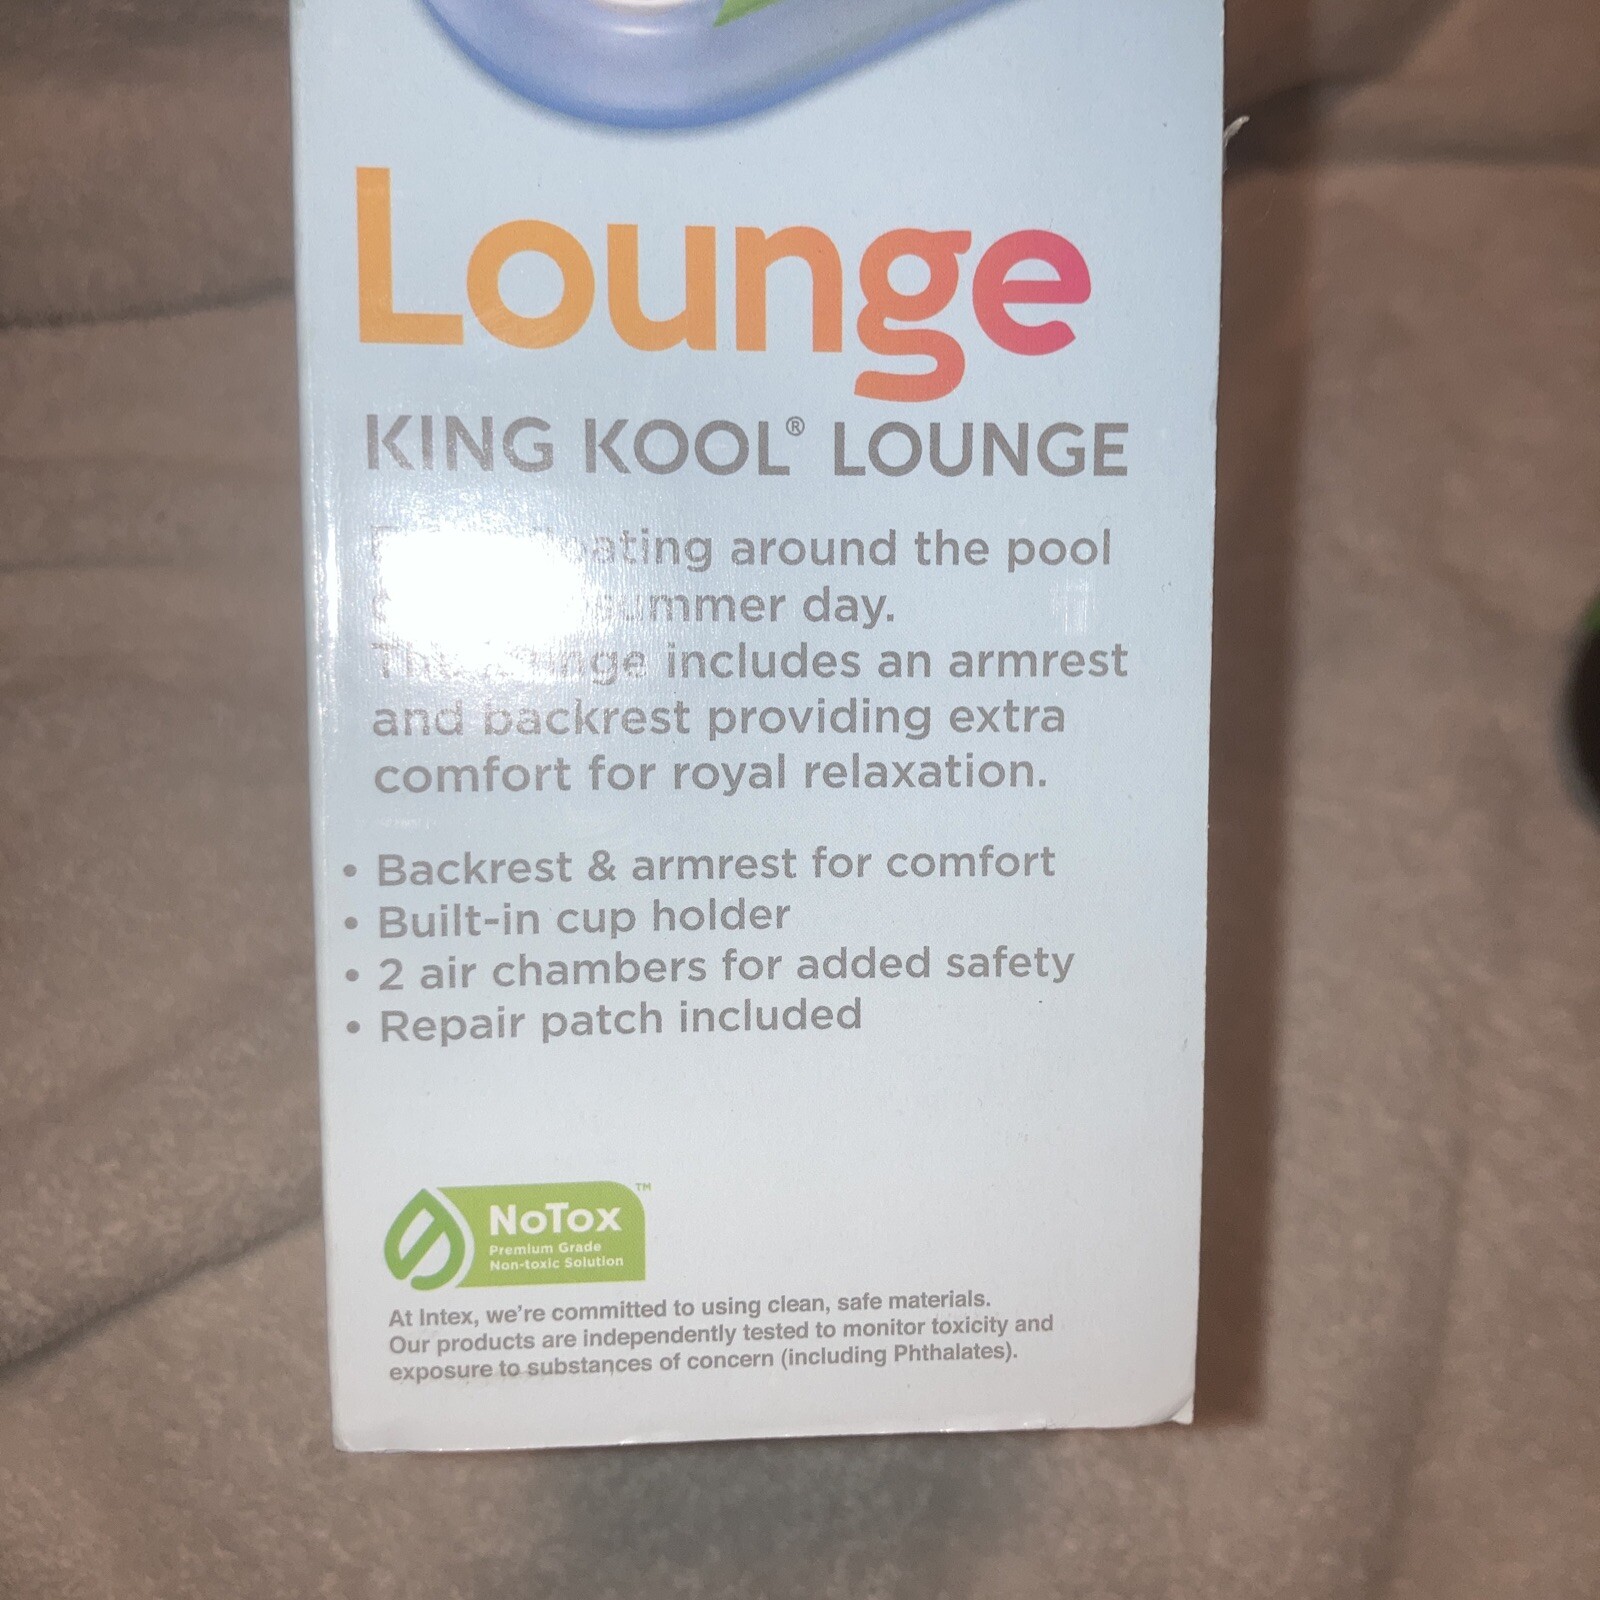 Lounge
KING KOOL® LOUNGE
around the pool
summer day.
The lounge includes an armrest
and backrest providing extra
comfort for royal relaxation.
• Backrest & armrest for comfort
• Built-in cup holder
• 2 air chambers for added safety
• Repair patch included
NoTox™
Premium Grade
Non-toxic Solution
At Intex, we're committed to using clean, safe materials.
Our products are independently tested to monitor toxicity and
exposure to substances of concern (including Phthalates).